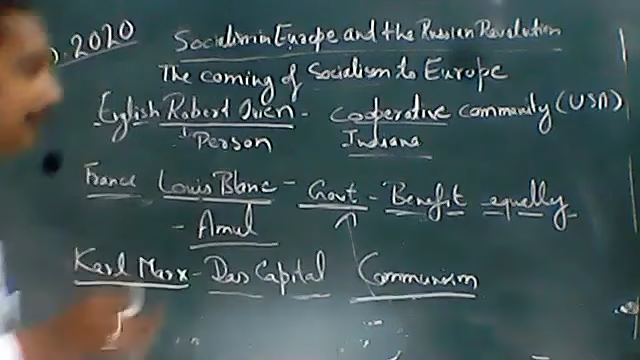 2020
Socialism in Europe and the Russian Revolution
The coming of Socialism to Europe
English Robert Owen - cooperative community (USA)
Person Indiana
France Louis Blanc - Govt - Benefit equally
- Amul
Karl Marx - Das Capital Communism